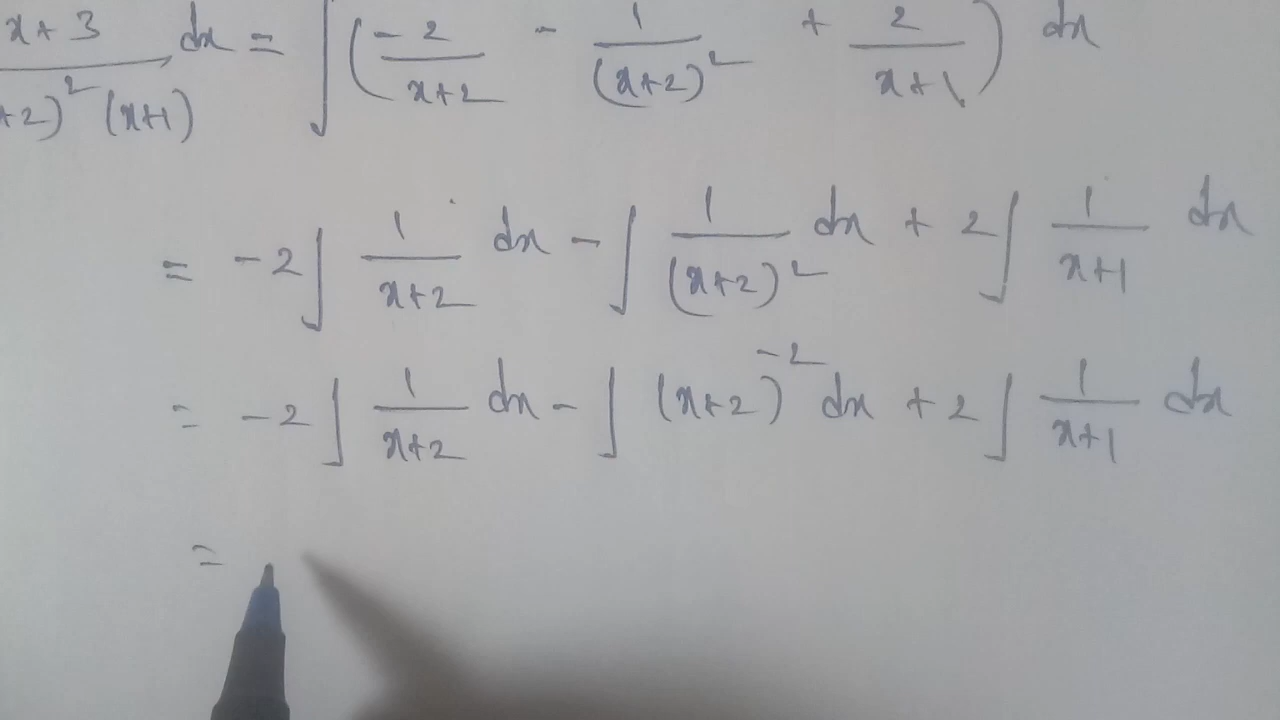 x+3/(x+2)²(x+1) dx = ∫(-2/x+2 - 1/(x+2)² + 2/x+1) dx
= -2∫ 1/x+2 dx - ∫ 1/(x+2)² dx + 2∫ 1/x+1 dx
= -2∫ 1/x+2 dx - ∫ (x+2)⁻² dx + 2∫ 1/x+1 dx
=